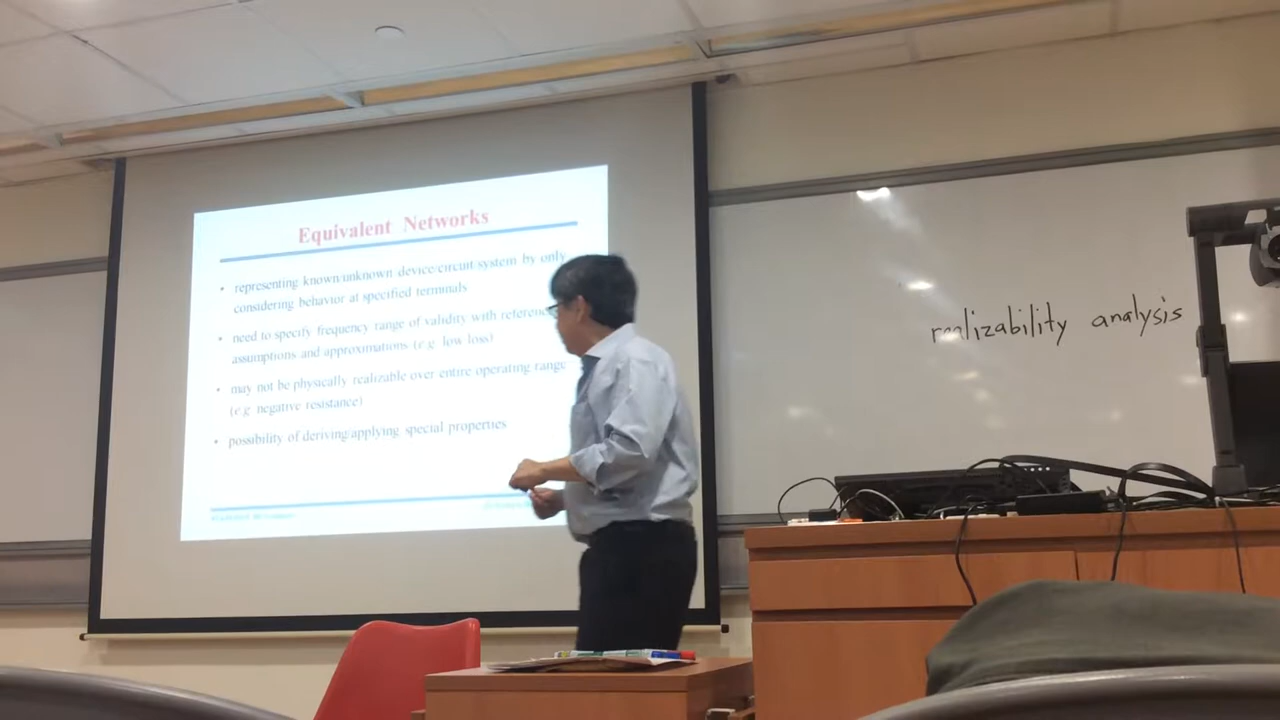 Equivalent Networks
• representing known/unknown device/circuit/system by only
considering behavior at specified terminals
• need to specify frequency range of validity with
assumptions and approximations (e.g. low loss)
• may not be physically realizable over entire operating range
(e.g. negative resistance)
• possibility of deriving/applying special properties
realizability analysis